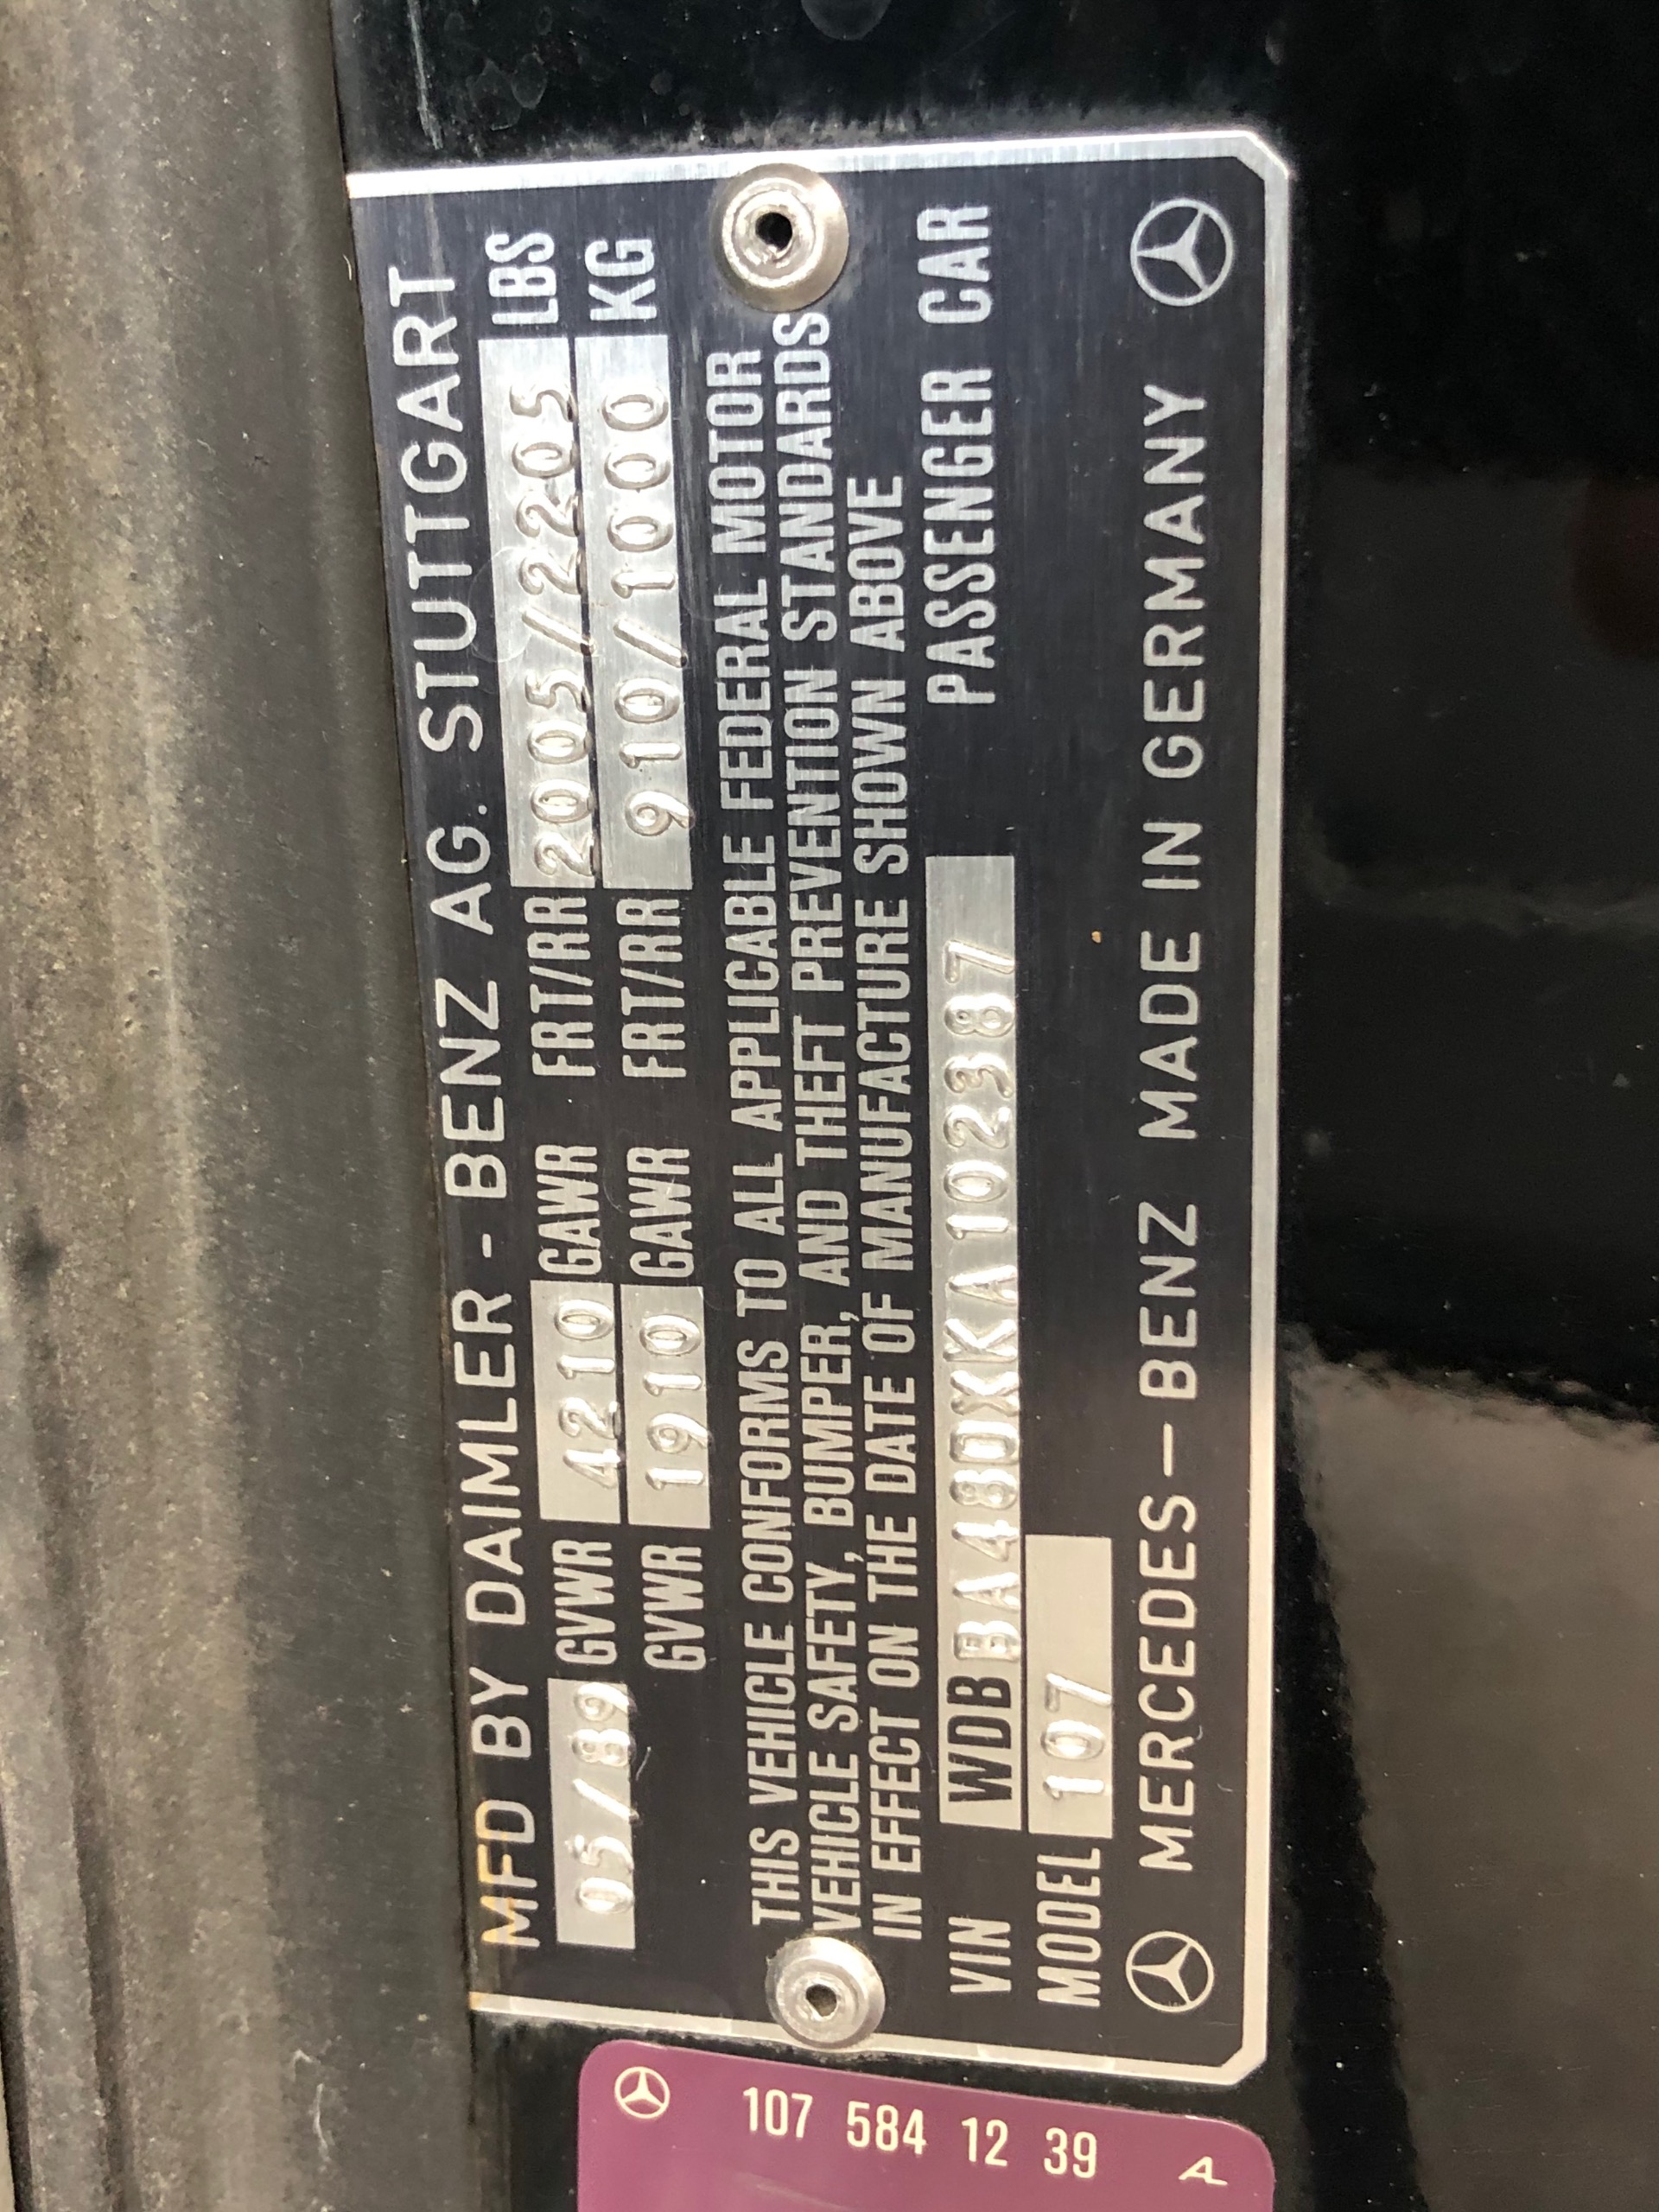 MFD BY DAIMLER - BENZ AG. STUTTGART
05/89 GVWR 4210 GAWR FRT/RR 2005/2205 LBS
GVWR 1910 GAWR FRT/RR 910/1000 KG
THIS VEHICLE CONFORMS TO ALL APPLICABLE FEDERAL MOTOR
VEHICLE SAFETY, BUMPER, AND THEFT PREVENTION STANDARDS
IN EFFECT ON THE DATE OF MANUFACTURE SHOWN ABOVE
VIN WDB BA48DXKA102387 PASSENGER CAR
MODEL 107
MERCEDES-BENZ MADE IN GERMANY
107 584 12 39 A